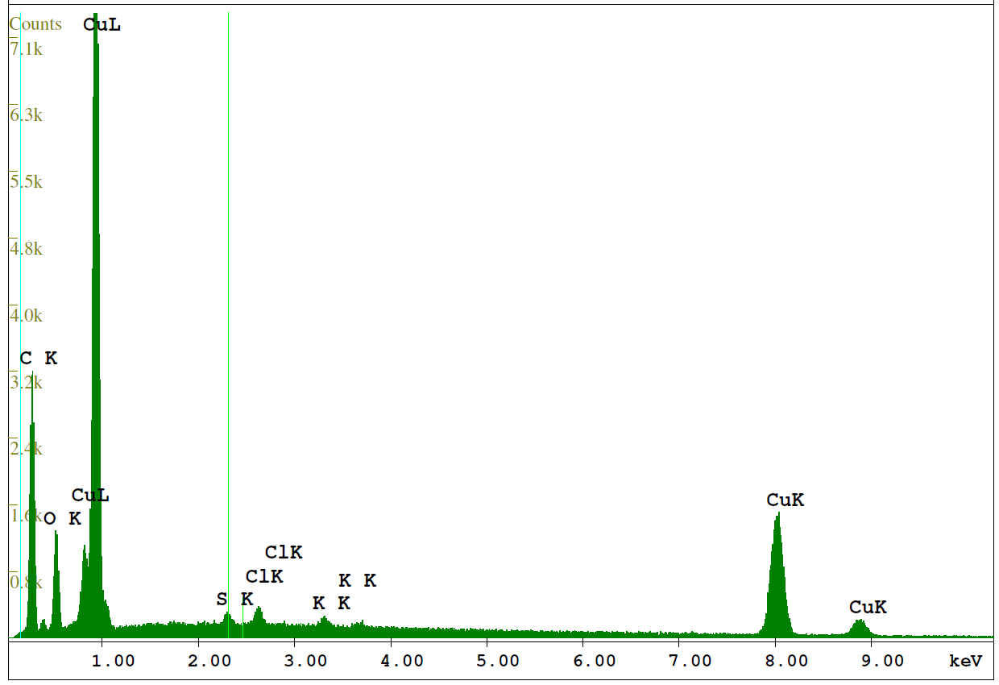 Counts
CuL
7.1k
6.3k
5.5k
4.8k
4.0k
C K
3.2k
2.4k
CuL
1.6k
O K
CuK
ClK
ClK
K K
0.8k
S K
K K
CuK
1.00 2.00 3.00 4.00 5.00 6.00 7.00 8.00 9.00 keV